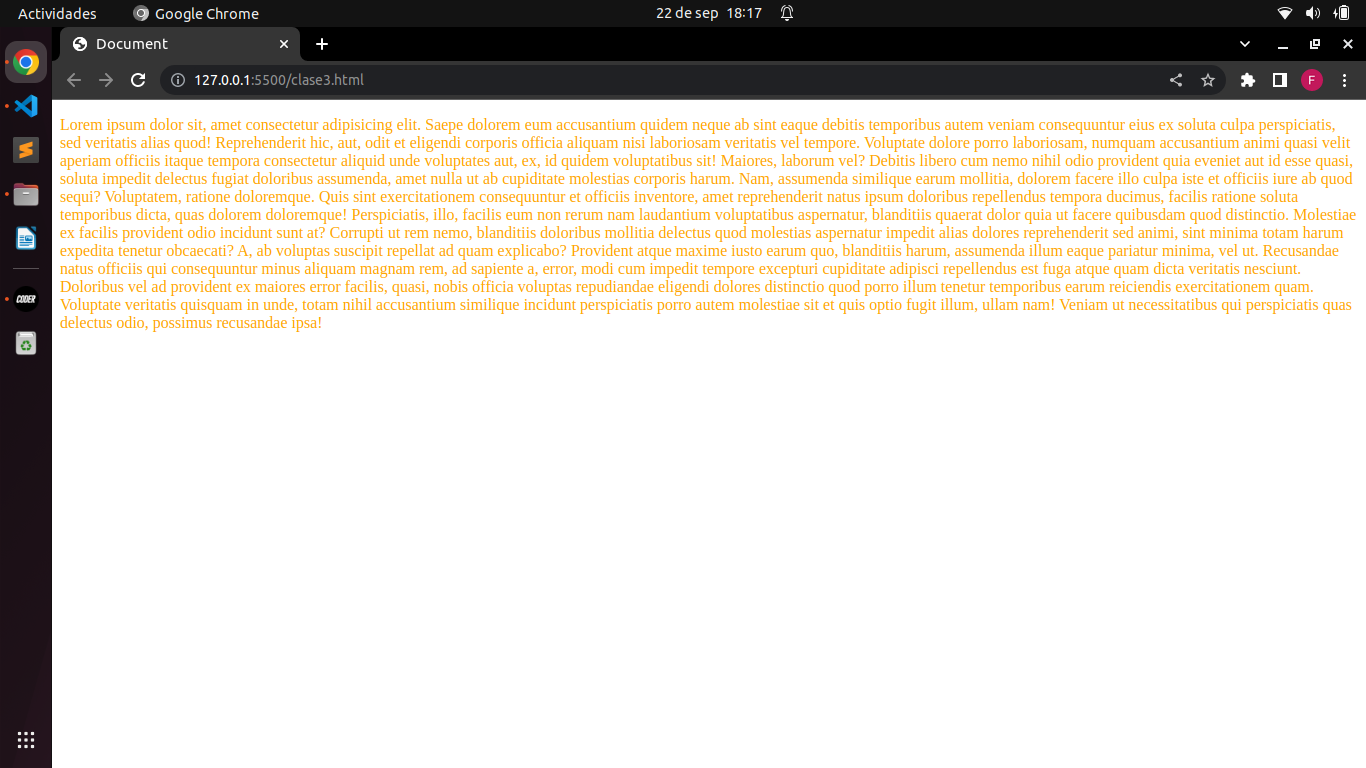 Actividades
Google Chrome
22 de sep 18:17
Document
127.0.0.1:5500/clase3.html
F
CODER
Lorem ipsum dolor sit, amet consectetur adipisicing elit. Saepe dolorem eum accusantium quidem neque ab sint eaque debitis temporibus autem veniam consequuntur eius ex soluta culpa perspiciatis,
sed veritatis alias quod! Reprehenderit hic, aut, odit et eligendi corporis officia aliquam nisi laboriosam veritatis vel tempore. Voluptate dolore porro laboriosam, numquam accusantium animi quasi velit
aperiam officiis itaque tempora consectetur aliquid unde voluptates aut, ex, id quidem voluptatibus sit! Maiores, laborum vel? Debitis libero cum nemo nihil odio provident quia eveniet aut id esse quasi,
soluta impedit delectus fugiat doloribus assumenda, amet nulla ut ab cupiditate molestias corporis harum. Nam, assumenda similique earum mollitia, dolorem facere illo culpa iste et officiis iure ab quod
sequi? Voluptatem, ratione doloremque. Quis sint exercitationem consequuntur et officiis inventore, amet reprehenderit natus ipsum doloribus repellendus tempora ducimus, facilis ratione soluta
temporibus dicta, quas dolorem doloremque! Perspiciatis, illo, facilis eum non rerum nam laudantium voluptatibus aspernatur, blanditiis quaerat dolor quia ut facere quibusdam quod distinctio. Molestiae
ex facilis provident odio incidunt sunt at? Corrupti ut rem nemo, blanditiis doloribus mollitia delectus quod molestias aspernatur impedit alias dolores reprehenderit sed animi, sint minima totam harum
expedita tenetur obcaecati? A, ab voluptas suscipit repellat ad quam explicabo? Provident atque maxime iusto earum quo, blanditiis harum, assumenda illum eaque pariatur minima, vel ut. Recusandae
natus officiis qui consequuntur minus aliquam magnam rem, ad sapiente a, error, modi cum impedit tempore excepturi cupiditate adipisci repellendus est fuga atque quam dicta veritatis nesciunt.
Doloribus vel ad provident ex maiores error facilis, quasi, nobis officia voluptas repudiandae eligendi dolores distinctio quod porro illum tenetur temporibus earum reiciendis exercitationem quam.
Voluptate veritatis quisquam in unde, totam nihil accusantium similique incidunt perspiciatis porro autem molestiae sit et quis optio fugit illum, ullam nam! Veniam ut necessitatibus qui perspiciatis quas
delectus odio, possimus recusandae ipsa!